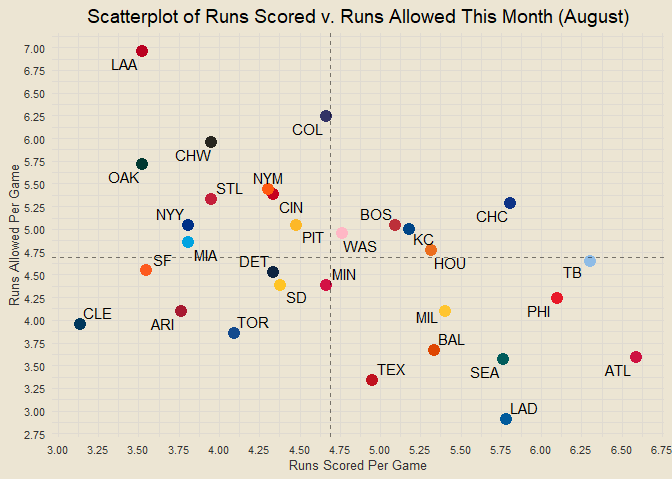 Scatterplot of Runs Scored v. Runs Allowed This Month (August)
Runs Allowed Per Game
7.00
6.75
6.50
6.25
6.00
5.75
5.50
5.25
5.00
4.75
4.50
4.25
4.00
3.75
3.50
3.25
3.00
2.75
LAA
COL
CHW
OAK
STL
NYM
CIN
NYY
PIT
BOS
CHC
MIA
WAS
KC
HOU
SF
DET
MIN
TB
SD
CLE
ARI
TOR
MIL
PHI
BAL
TEX
SEA
ATL
LAD
3.00 3.25 3.50 3.75 4.00 4.25 4.50 4.75 5.00 5.25 5.50 5.75 6.00 6.25 6.50 6.75
Runs Scored Per Game